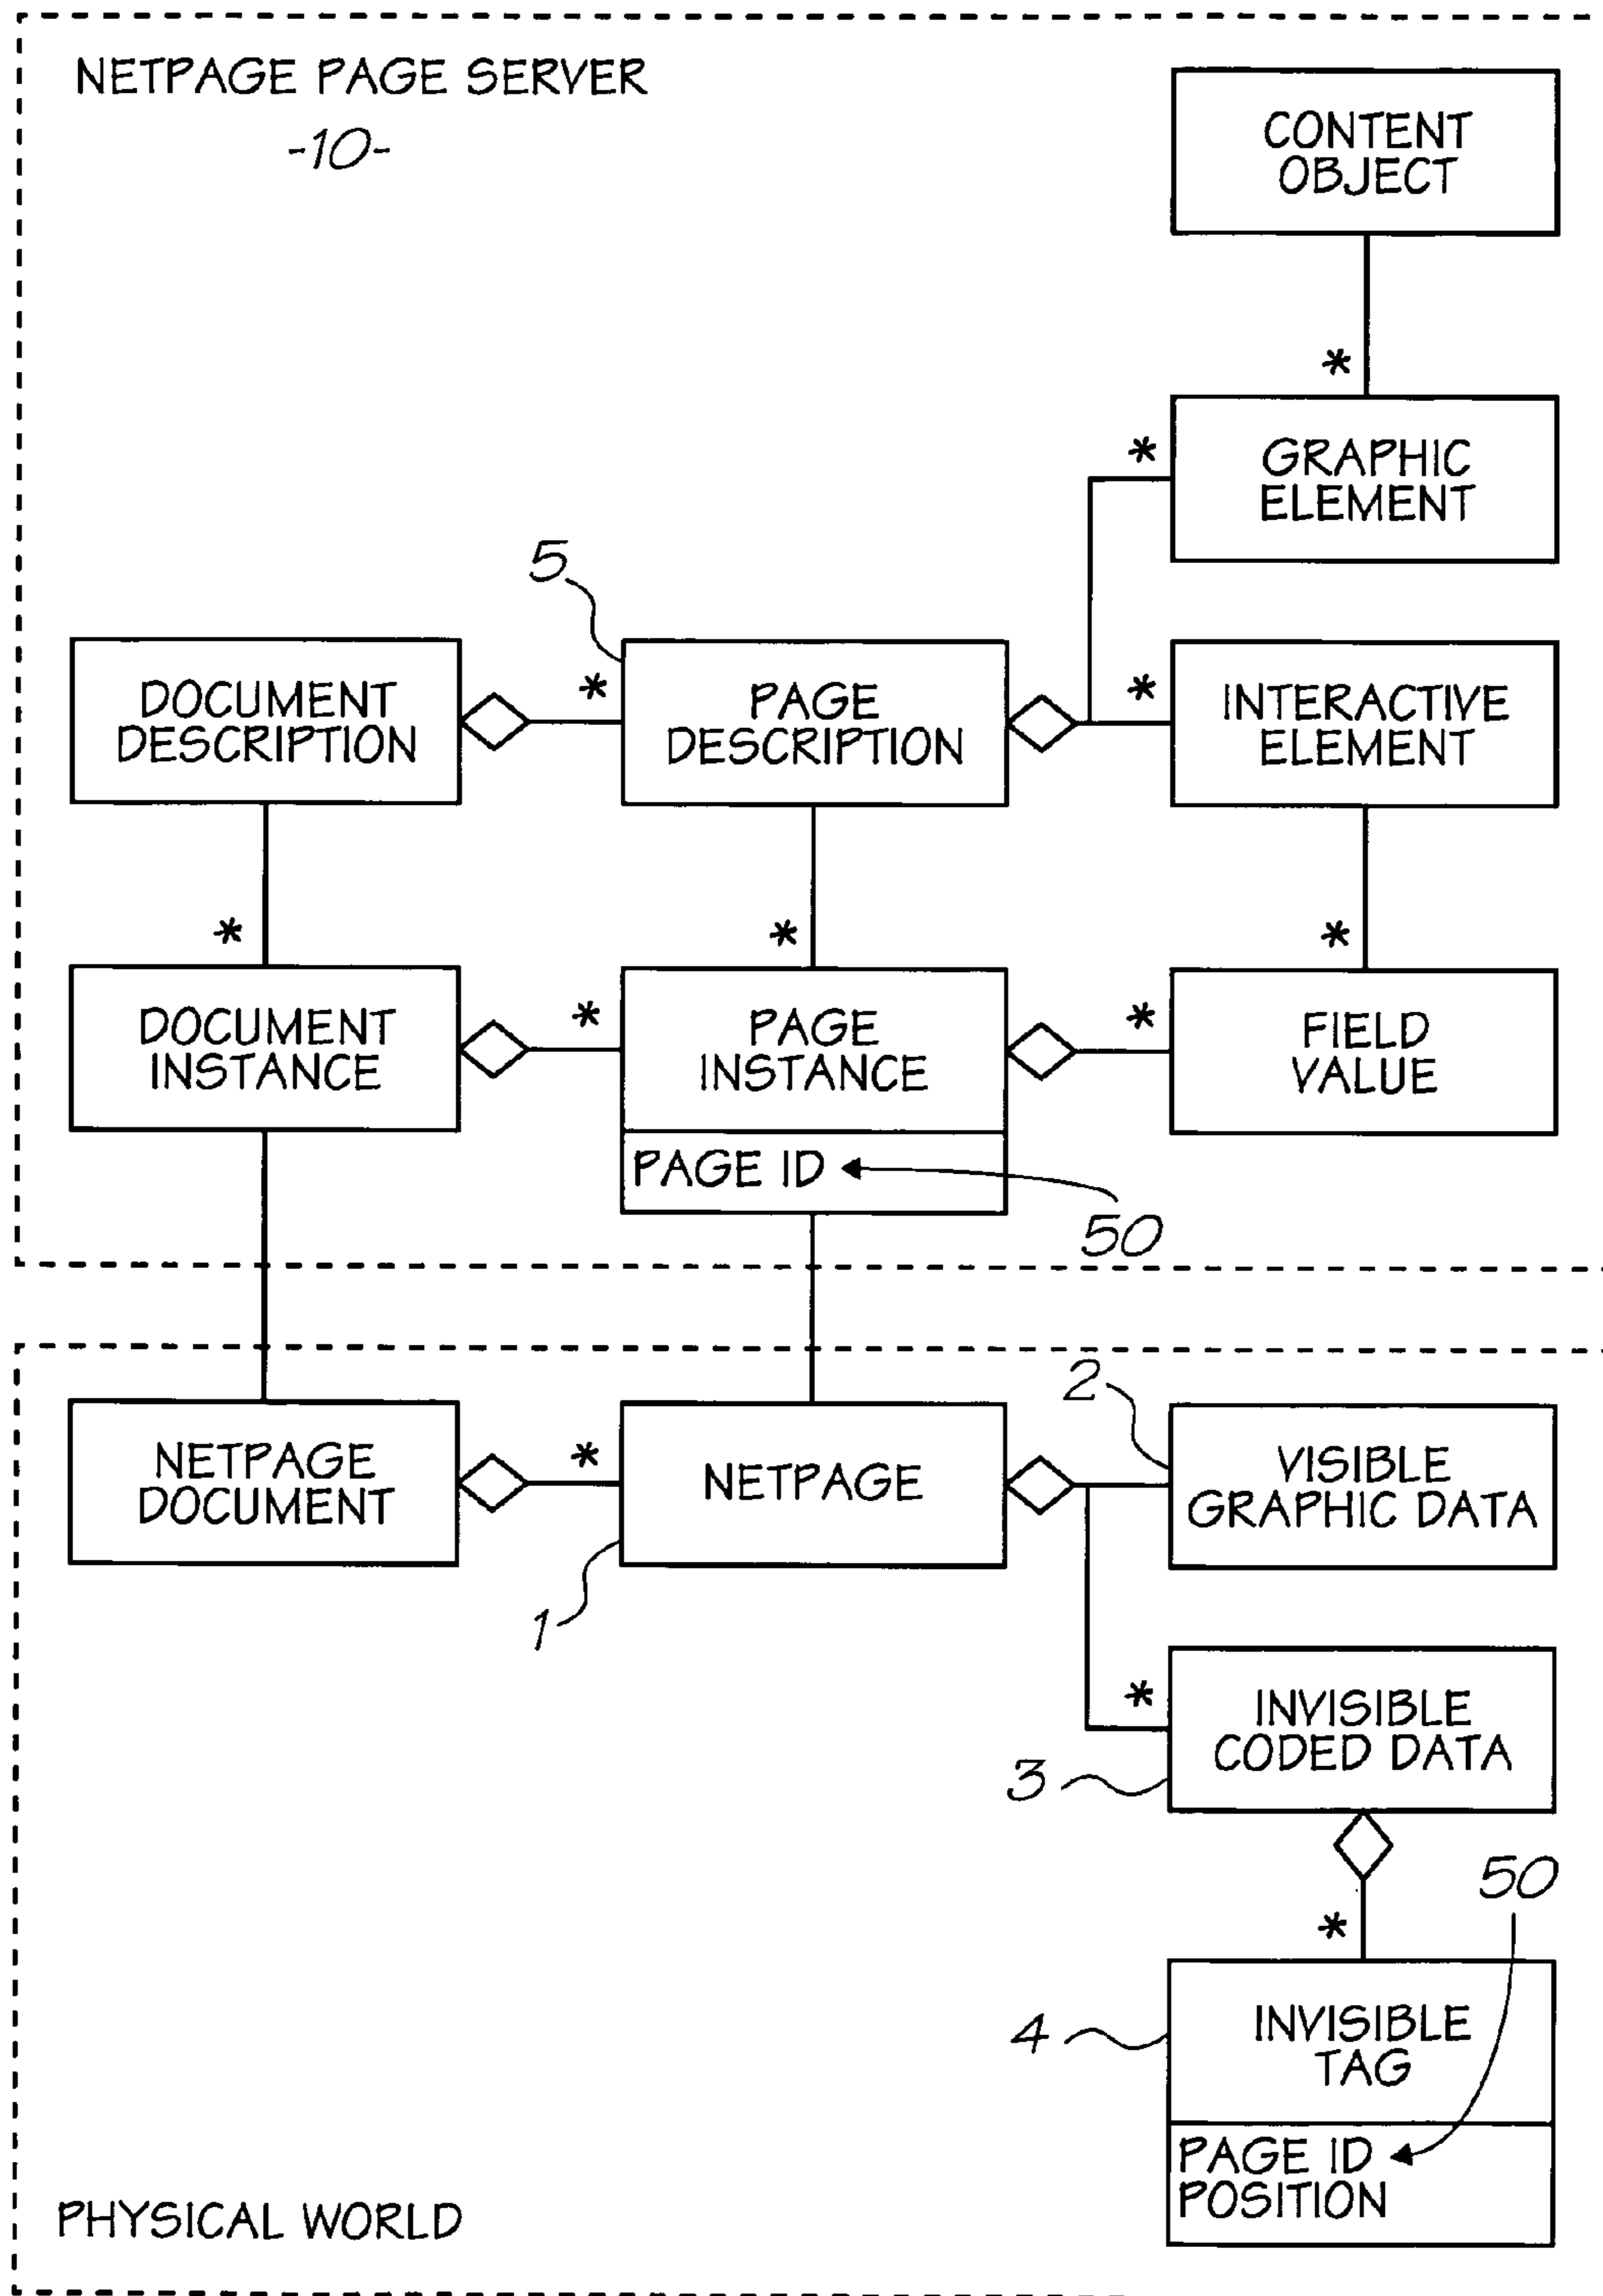 NETPAGE PAGE SERVER
-10-
CONTENT
OBJECT
*
*
GRAPHIC
ELEMENT
5
DOCUMENT
DESCRIPTION
*
PAGE
DESCRIPTION
*
INTERACTIVE
ELEMENT
*
*
*
DOCUMENT
INSTANCE
*
PAGE
INSTANCE
*
FIELD
VALUE
PAGE ID
50
2
NETPAGE
DOCUMENT
*
NETPAGE
VISIBLE
GRAPHIC DATA
1
*
INVISIBLE
CODED DATA
3
50
*
4
INVISIBLE
TAG
PAGE ID
POSITION
PHYSICAL WORLD